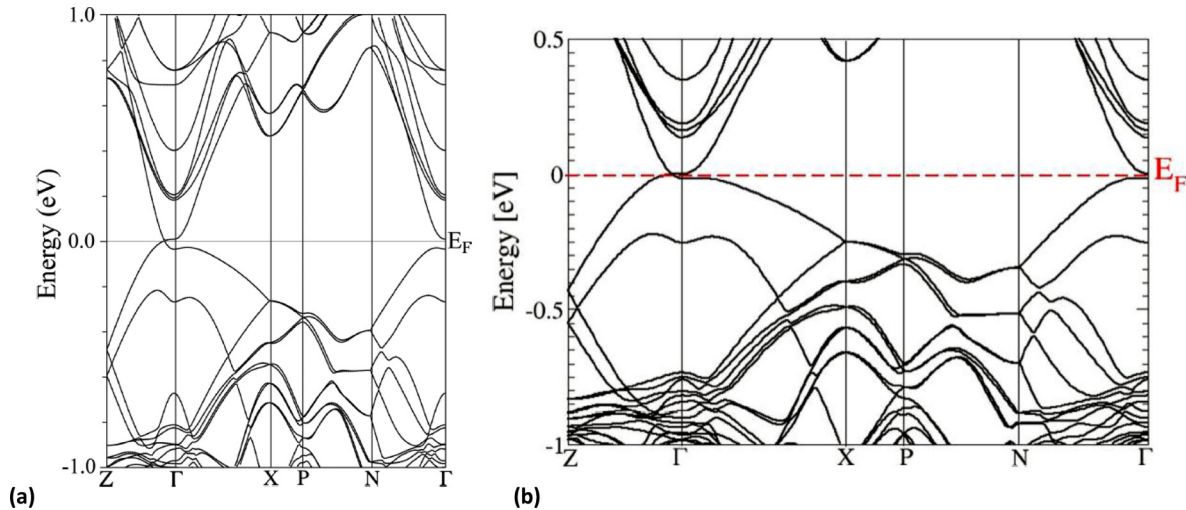 1.0
Energy (eV)
0.0
E_F
-1.0
Z Γ X P N Γ
(a)
0.5
0
E_F
Energy [eV]
-0.5
-1
Z Γ X P N Γ
(b)